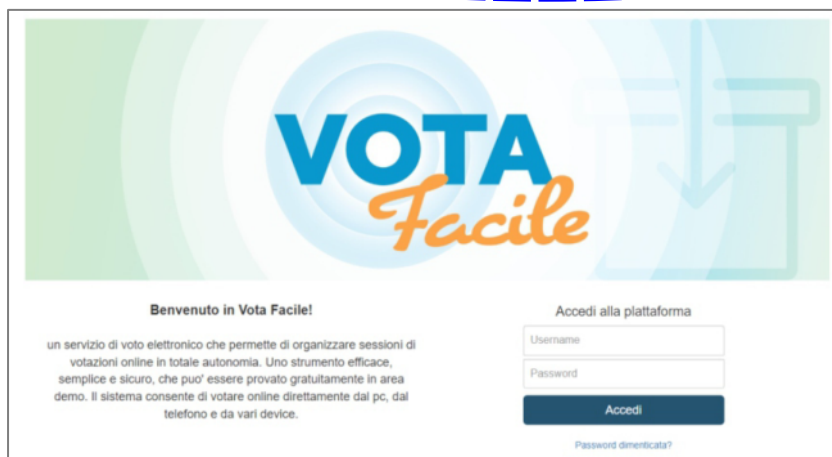 VOTA
Facile
Benvenuto in Vota Facile!
un servizio di voto elettronico che permette di organizzare sessioni di
votazioni online in totale autonomia. Uno strumento efficace,
semplice e sicuro, che puo' essere provato gratuitamente in area
demo. Il sistema consente di votare online direttamente dal pc, dal
telefono e da vari device.
Accedi alla plattaforma
Username
Password
Accedi
Password dimenticata?